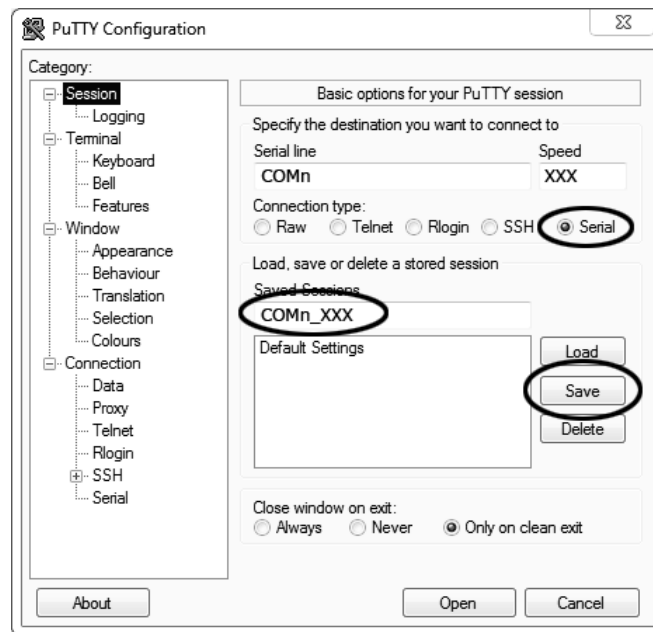 PuTTY Configuration
Category:
Session
Logging
Terminal
Keyboard
Bell
Features
Window
Appearance
Behaviour
Translation
Selection
Colours
Connection
Data
Proxy
Telnet
Rlogin
SSH
Serial
Basic options for your PuTTY session
Specify the destination you want to connect to
Serial line Speed
COMn XXX
Connection type:
Raw Telnet Rlogin SSH Serial
Load, save or delete a stored session
Saved Sessions
COMn_XXX
Default Settings
Load
Save
Delete
Close window on exit:
Always Never Only on clean exit
About Open Cancel